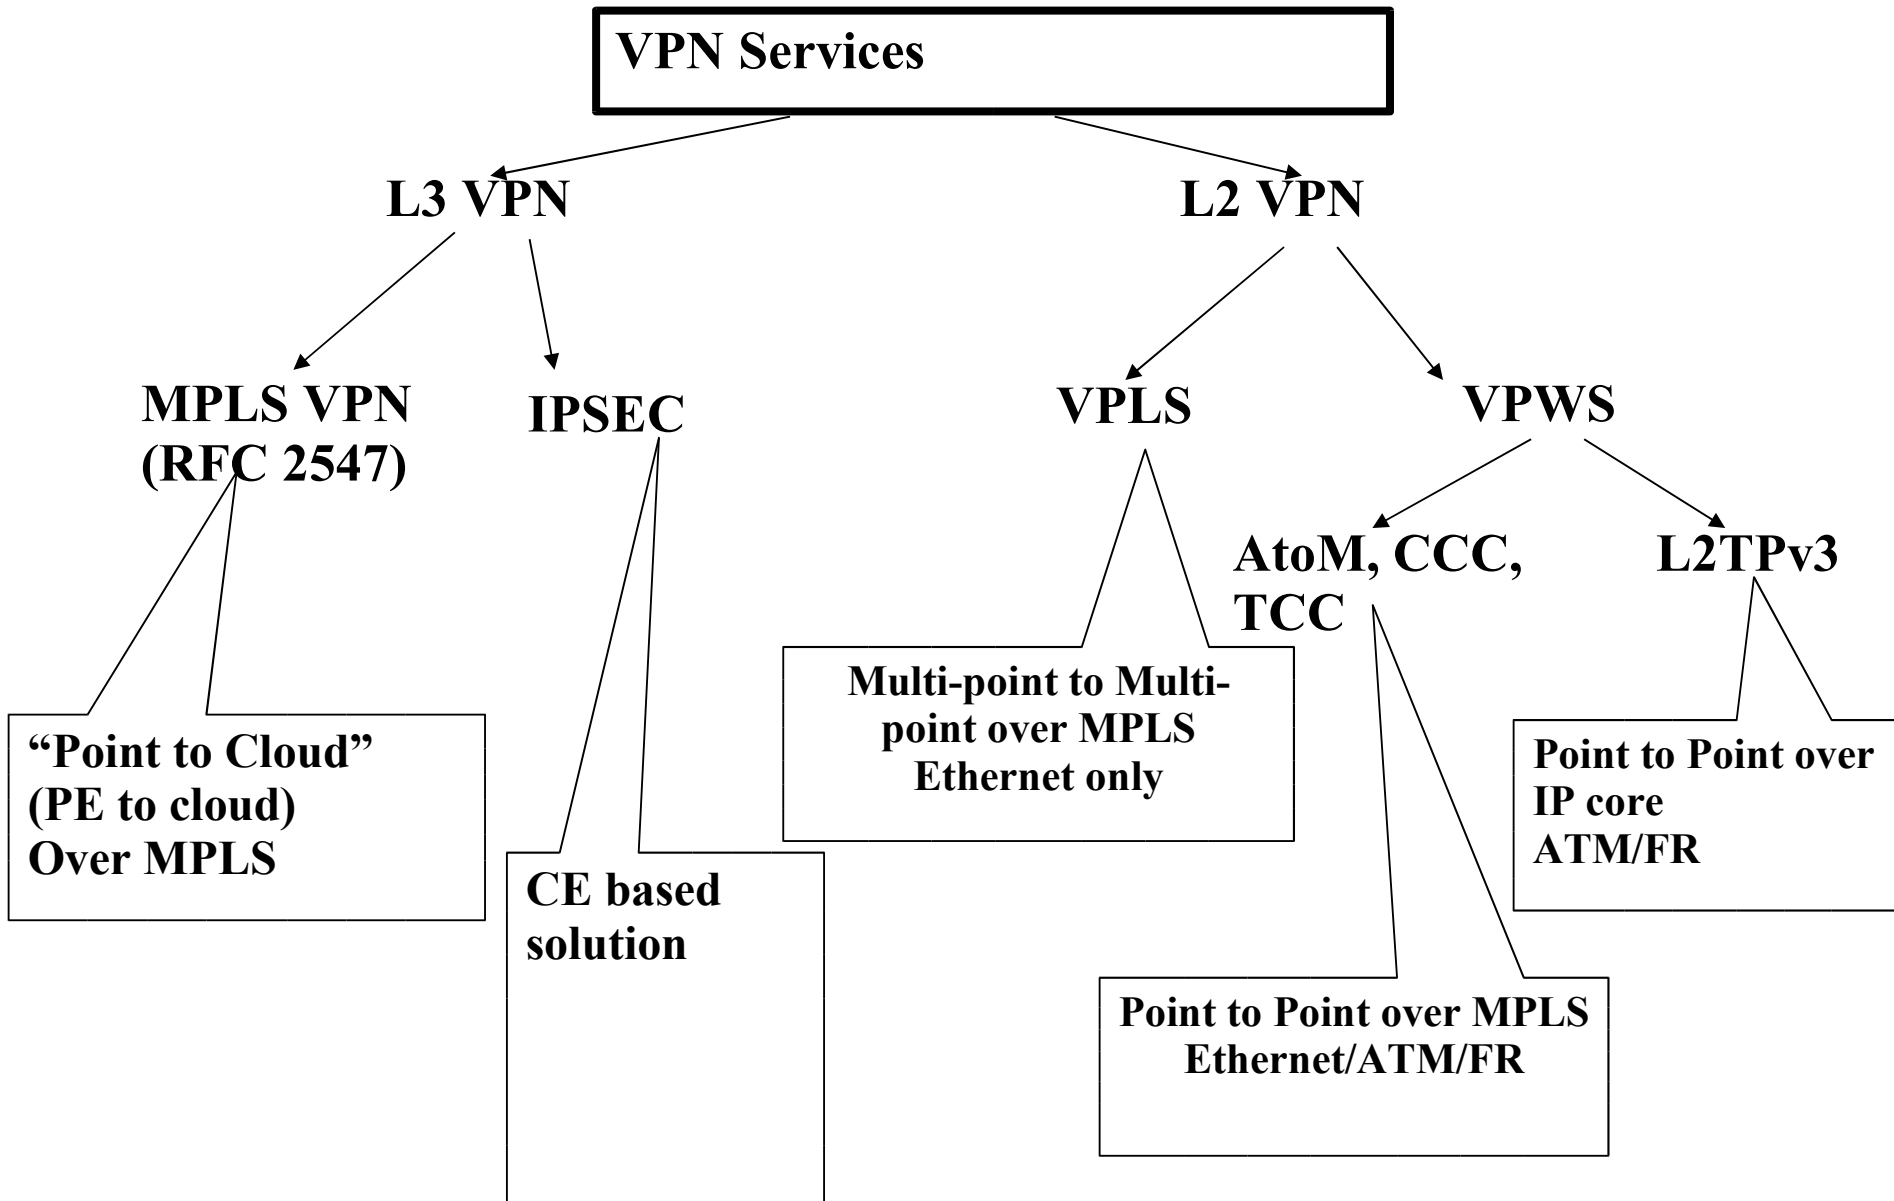 VPN Services
L3 VPN
L2 VPN
MPLS VPN
(RFC 2547)
IPSEC
VPLS
VPWS
AtoM, CCC,
TCC
L2TPv3
“Point to Cloud”
(PE to cloud)
Over MPLS
CE based
solution
Multi-point to Multi-
point over MPLS
Ethernet only
Point to Point over MPLS
Ethernet/ATM/FR
Point to Point over
IP core
ATM/FR